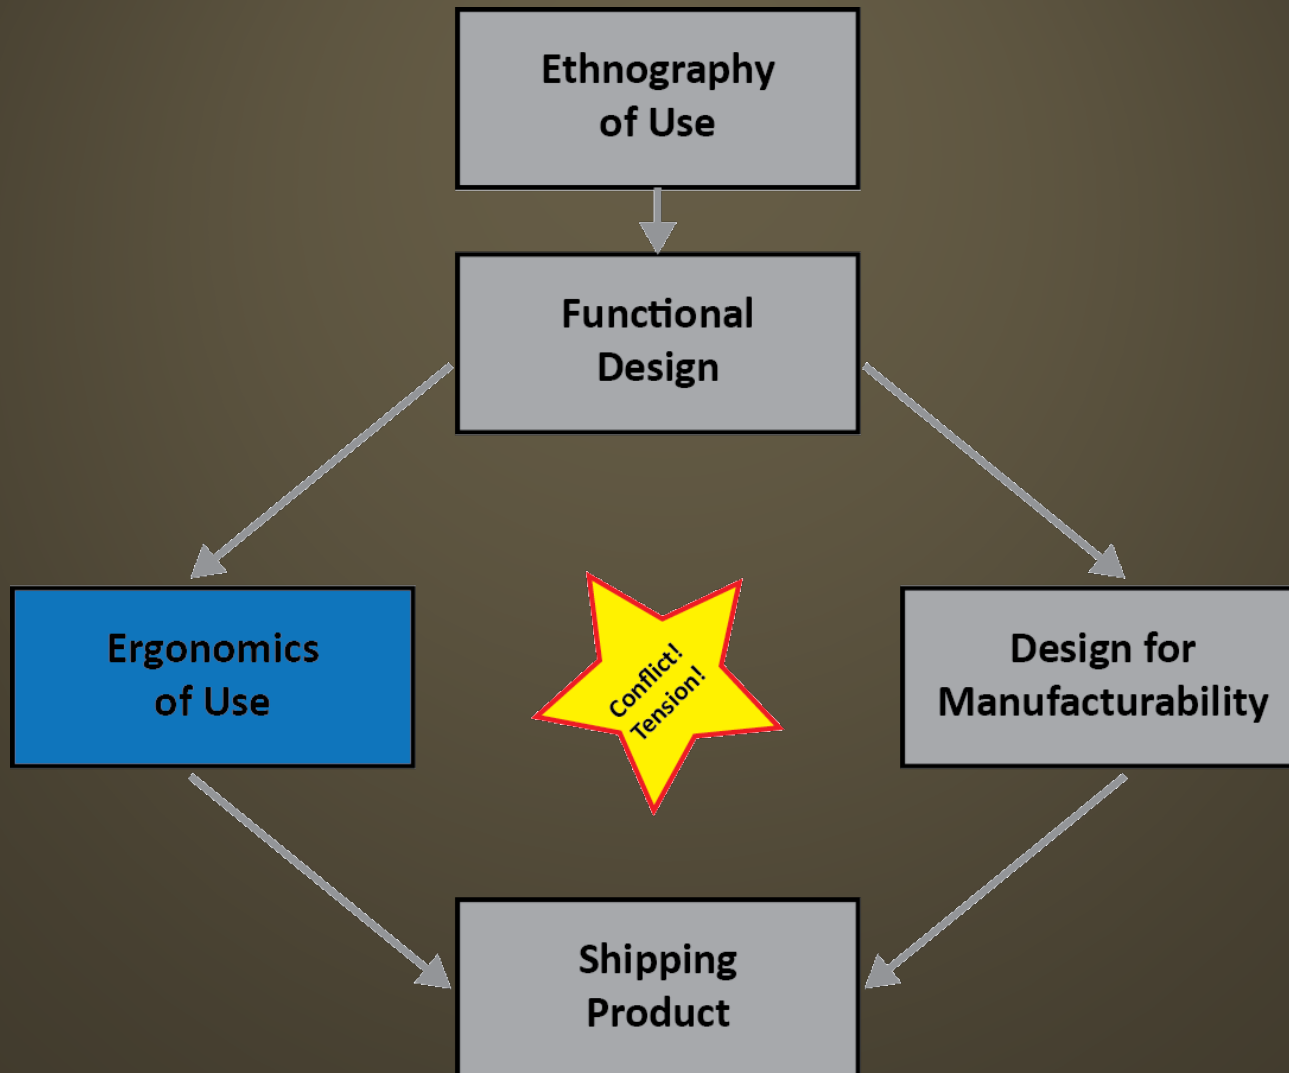 Ethnography
of Use
Functional
Design
Ergonomics
of Use
Conflict!
Tension!
Design for
Manufacturability
Shipping
Product